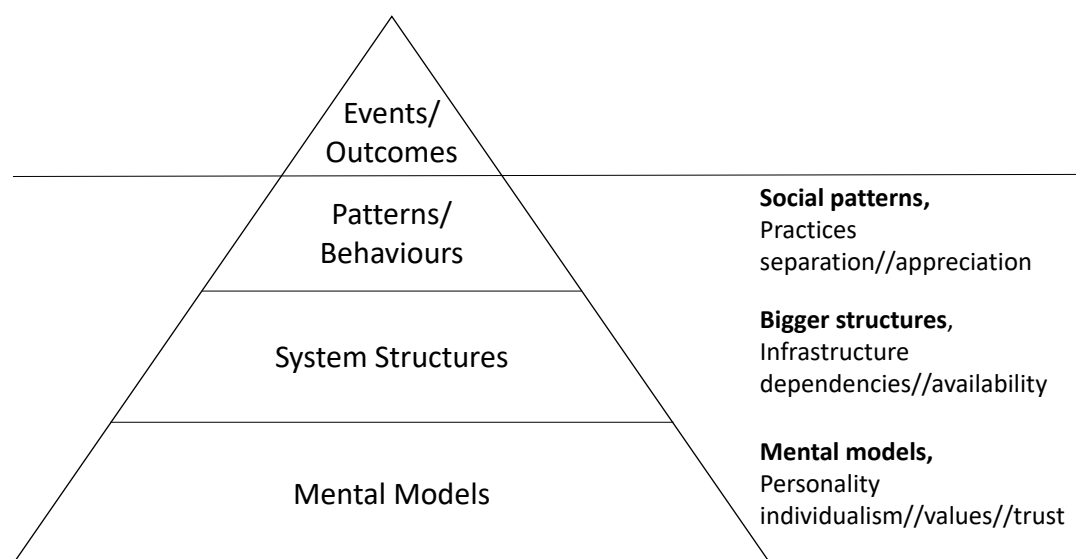 Events/
Outcomes
Patterns/
Behaviours
Social patterns,
Practices
separation//appreciation
System Structures
Bigger structures,
Infrastructure
dependencies//availability
Mental Models
Mental models,
Personality
individualism//values//trust